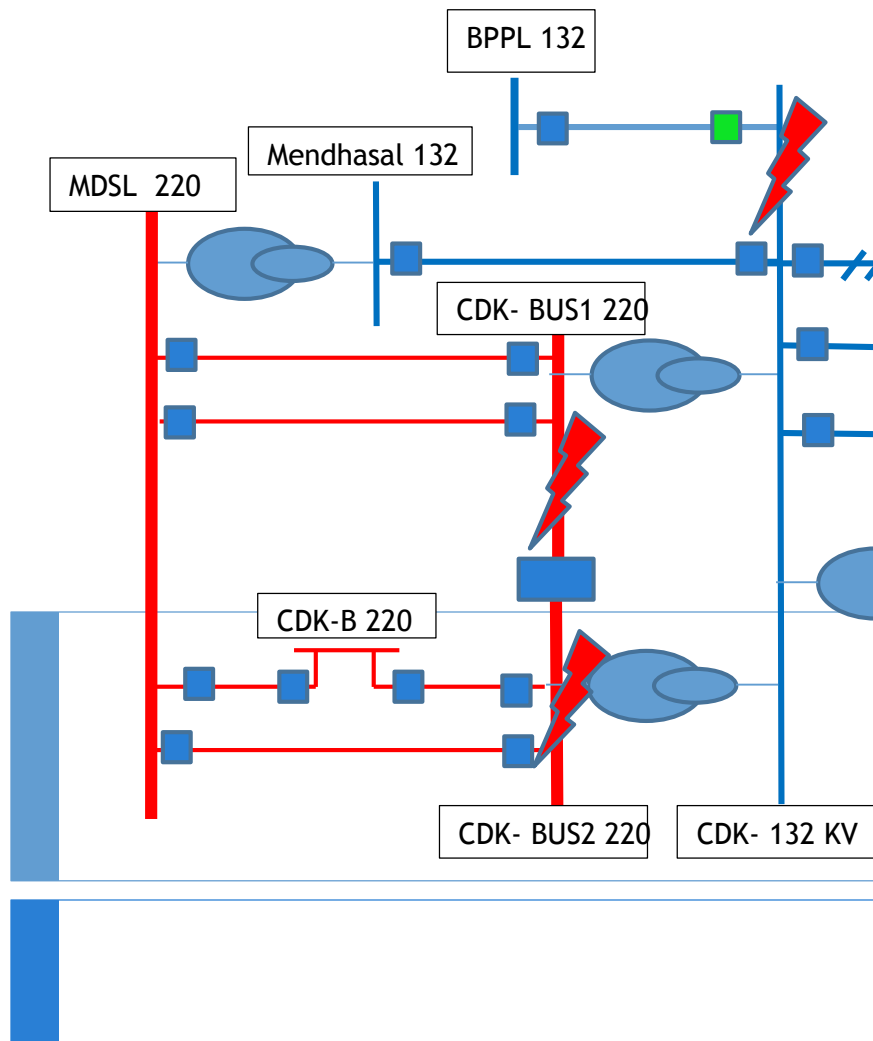 BPPL 132
Mendhasal 132
MDSL 220
CDK- BUS1 220
CDK-B 220
CDK- BUS2 220
CDK- 132 KV